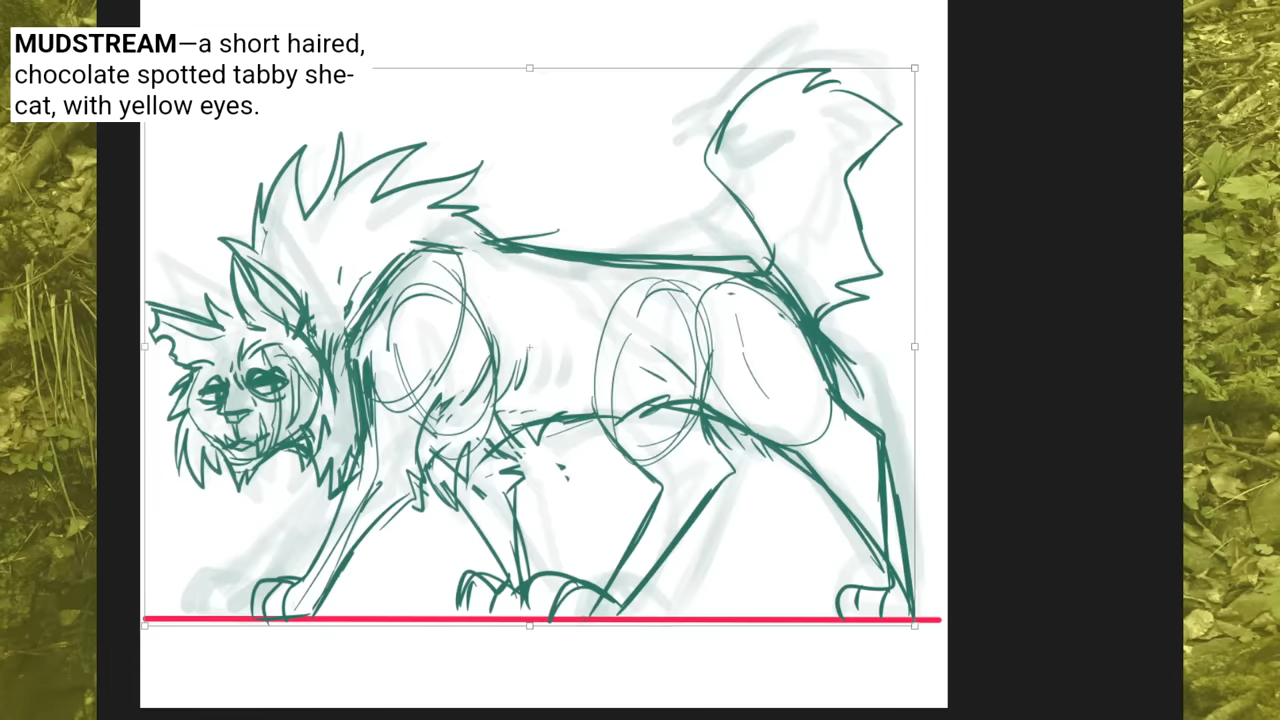 MUDSTREAM—a short haired,
chocolate spotted tabby she-
cat, with yellow eyes.